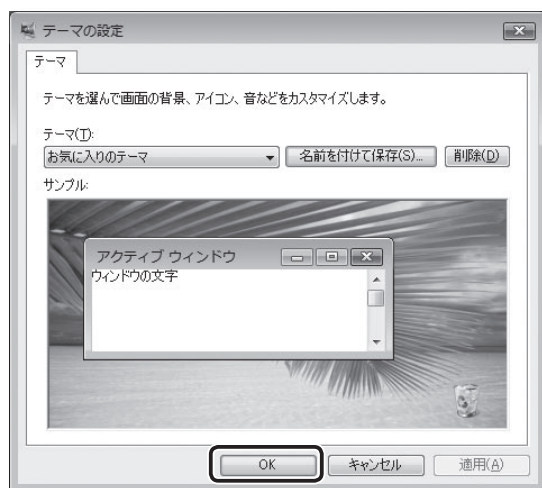 テーマの設定
テーマ
テーマを選んで画面の背景、アイコン、音などをカスタマイズします。
テーマ(T):
お気に入りのテーマ 名前を付けて保存(S)... 削除(D)
サンプル:
アクティブ ウィンドウ
ウィンドウの文字
OK キャンセル 適用(A)